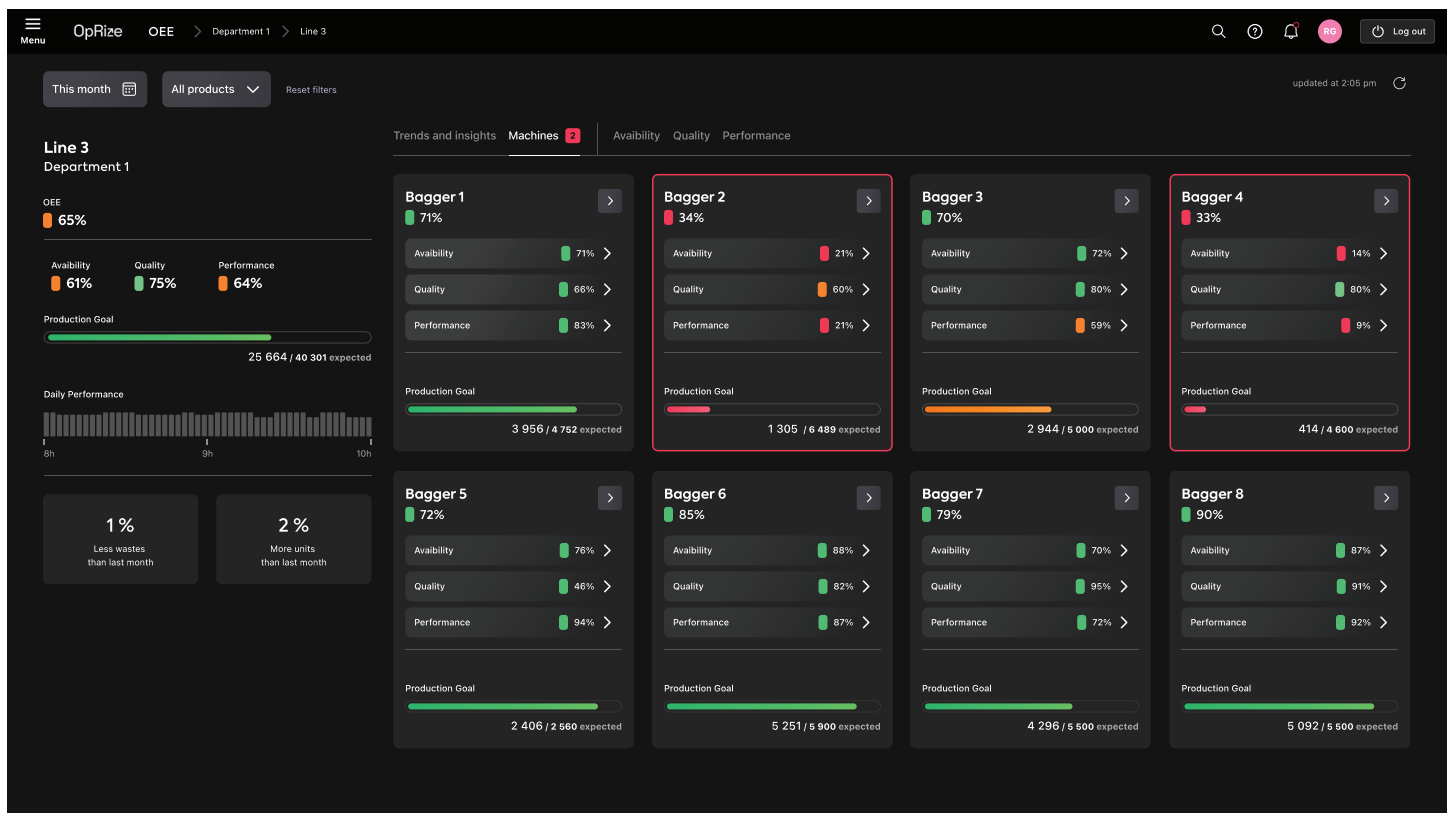 Menu
OpRize
OEE
Department 1
Line 3
RG
Log out
This month
All products
Reset filters
updated at 2:05 pm
Line 3
Department 1
OEE
65%
Avaibility
Quality
Performance
61%
75%
64%
Production Goal
25 664 / 40 301 expected
Daily Performance
8h
9h
10h
1 %
Less wastes
than last month
2 %
More units
than last month
Trends and insights
Machines 2
Avaibility
Quality
Performance
Bagger 1
71%
Avaibility 71%
Quality 66%
Performance 83%
Production Goal
3 956 / 4 752 expected
Bagger 2
34%
Avaibility 21%
Quality 60%
Performance 21%
Production Goal
1 305 / 6 489 expected
Bagger 3
70%
Avaibility 72%
Quality 80%
Performance 59%
Production Goal
2 944 / 5 000 expected
Bagger 4
33%
Avaibility 14%
Quality 80%
Performance 9%
Production Goal
414 / 4 600 expected
Bagger 5
72%
Avaibility 76%
Quality 46%
Performance 94%
Production Goal
2 406 / 2 560 expected
Bagger 6
85%
Avaibility 88%
Quality 82%
Performance 87%
Production Goal
5 251 / 5 900 expected
Bagger 7
79%
Avaibility 70%
Quality 95%
Performance 72%
Production Goal
4 296 / 5 500 expected
Bagger 8
90%
Avaibility 87%
Quality 91%
Performance 92%
Production Goal
5 092 / 5 500 expected